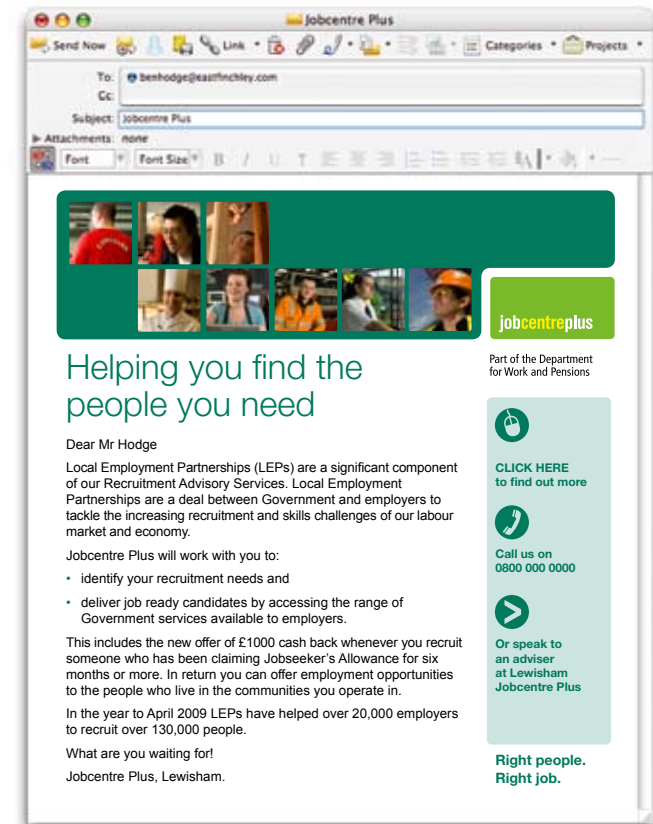 Jobcentre Plus
Send Now Link Categories Projects
To: benhodge@eastfinchley.com
Cc:
Subject: Jobcentre Plus
Attachments: none
Font Font Size B I U T
jobcentreplus
Part of the Department
for Work and Pensions
Helping you find the
people you need
Dear Mr Hodge
Local Employment Partnerships (LEPs) are a significant component
of our Recruitment Advisory Services. Local Employment
Partnerships are a deal between Government and employers to
tackle the increasing recruitment and skills challenges of our labour
market and economy.
Jobcentre Plus will work with you to:
• identify your recruitment needs and
• deliver job ready candidates by accessing the range of
Government services available to employers.
This includes the new offer of £1000 cash back whenever you recruit
someone who has been claiming Jobseeker's Allowance for six
months or more. In return you can offer employment opportunities
to the people who live in the communities you operate in.
In the year to April 2009 LEPs have helped over 20,000 employers
to recruit over 130,000 people.
What are you waiting for!
Jobcentre Plus, Lewisham.
CLICK HERE
to find out more
Call us on
0800 000 0000
Or speak to
an adviser
at Lewisham
Jobcentre Plus
Right people.
Right job.